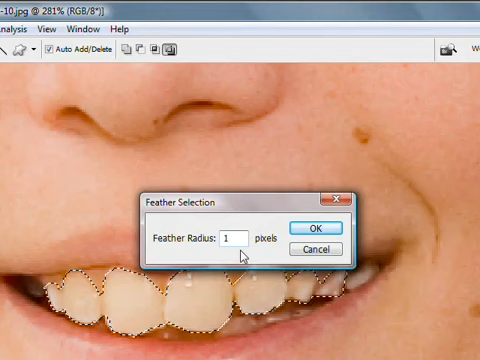 -10.jpg @ 281% (RGB/8*)]
nalysis View Window Help
Auto Add/Delete
Feather Selection
Feather Radius: 1 pixels
OK
Cancel